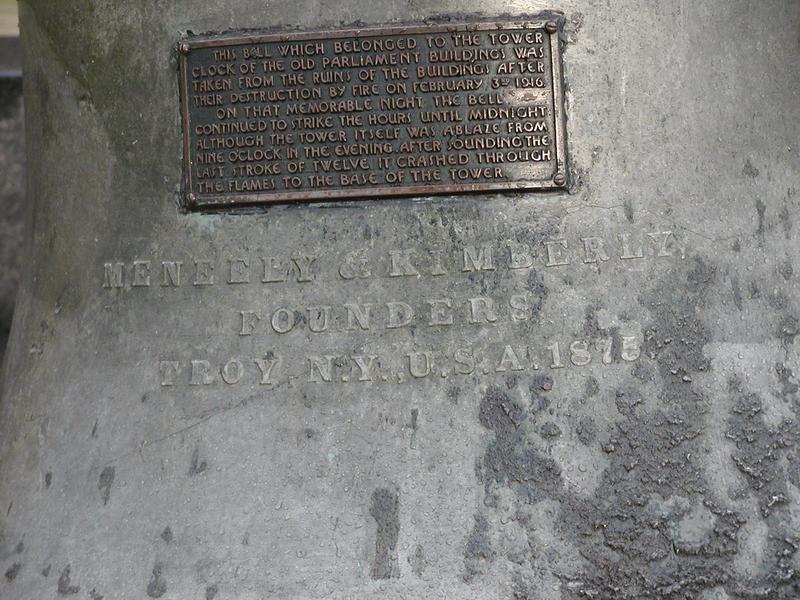 THIS BELL WHICH BELONGED TO THE TOWER
CLOCK OF THE OLD PARLIAMENT BUILDINGS WAS
TAKEN FROM THE RUINS OF THE BUILDINGS AFTER
THEIR DESTRUCTION BY FIRE ON FEBRUARY 3RD 1916.
ON THAT MEMORABLE NIGHT THE BELL
CONTINUED TO STRIKE THE HOURS UNTIL MIDNIGHT
ALTHOUGH THE TOWER ITSELF WAS ABLAZE FROM
NINE O'CLOCK IN THE EVENING. AFTER SOUNDING THE
LAST STROKE OF TWELVE IT CRASHED THROUGH
THE FLAMES TO THE BASE OF THE TOWER
MENEELY & KIMBERLY,
FOUNDERS
TROY, N.Y., U.S.A. 1875.